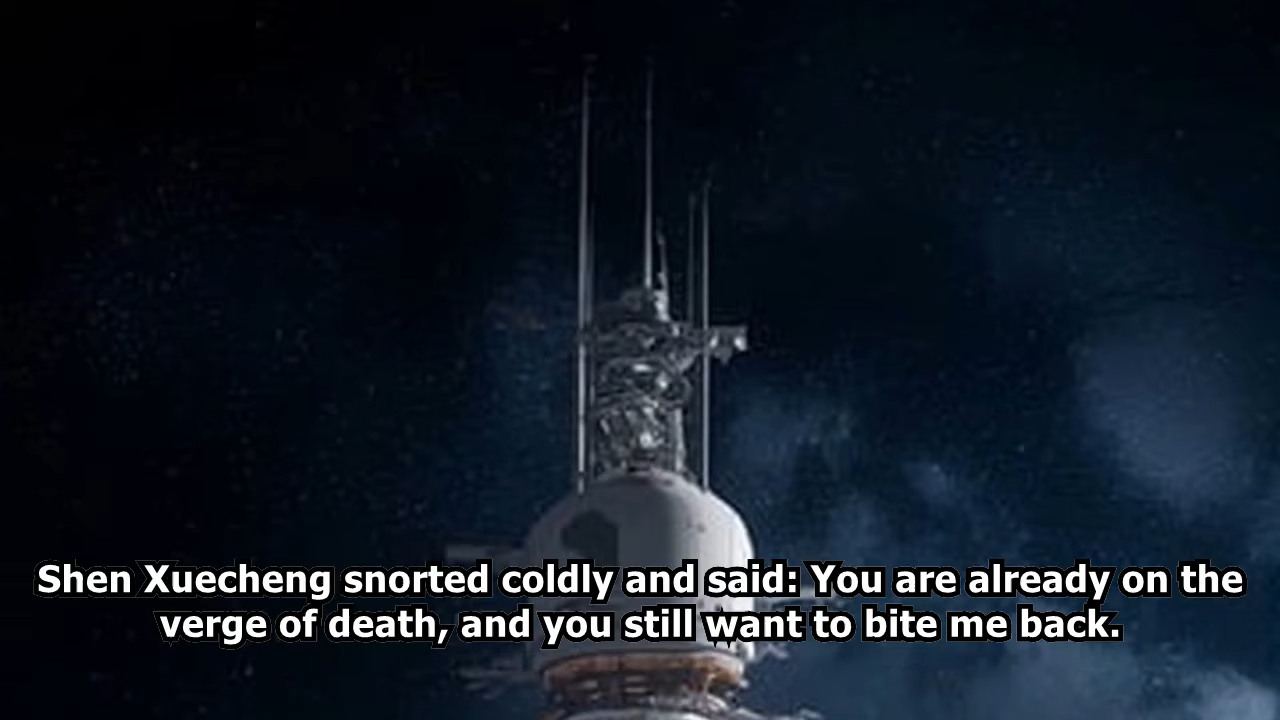 Shen Xuecheng snorted coldly and said: You are already on the
verge of death, and you still want to bite me back.